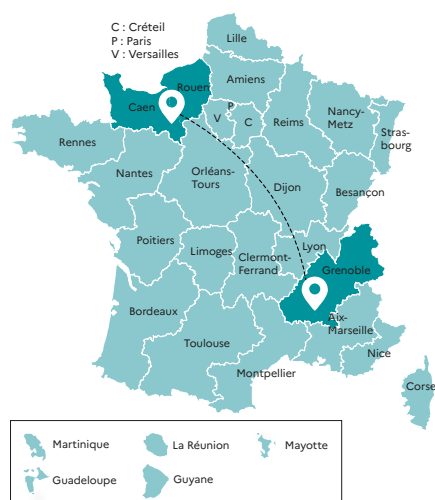 C : Créteil
P : Paris
V : Versailles
Lille
Amiens
Rouen
Caen
P
V
C
Reims
Nancy-
Metz
Stras-
bourg
Rennes
Nantes
Orléans-
Tours
Dijon
Besançon
Poitiers
Limoges
Clermont-
Ferrand
Lyon
Grenoble
Bordeaux
Toulouse
Montpellier
Aix-
Marseille
Nice
Corse
Martinique
La Réunion
Mayotte
Guadeloupe
Guyane